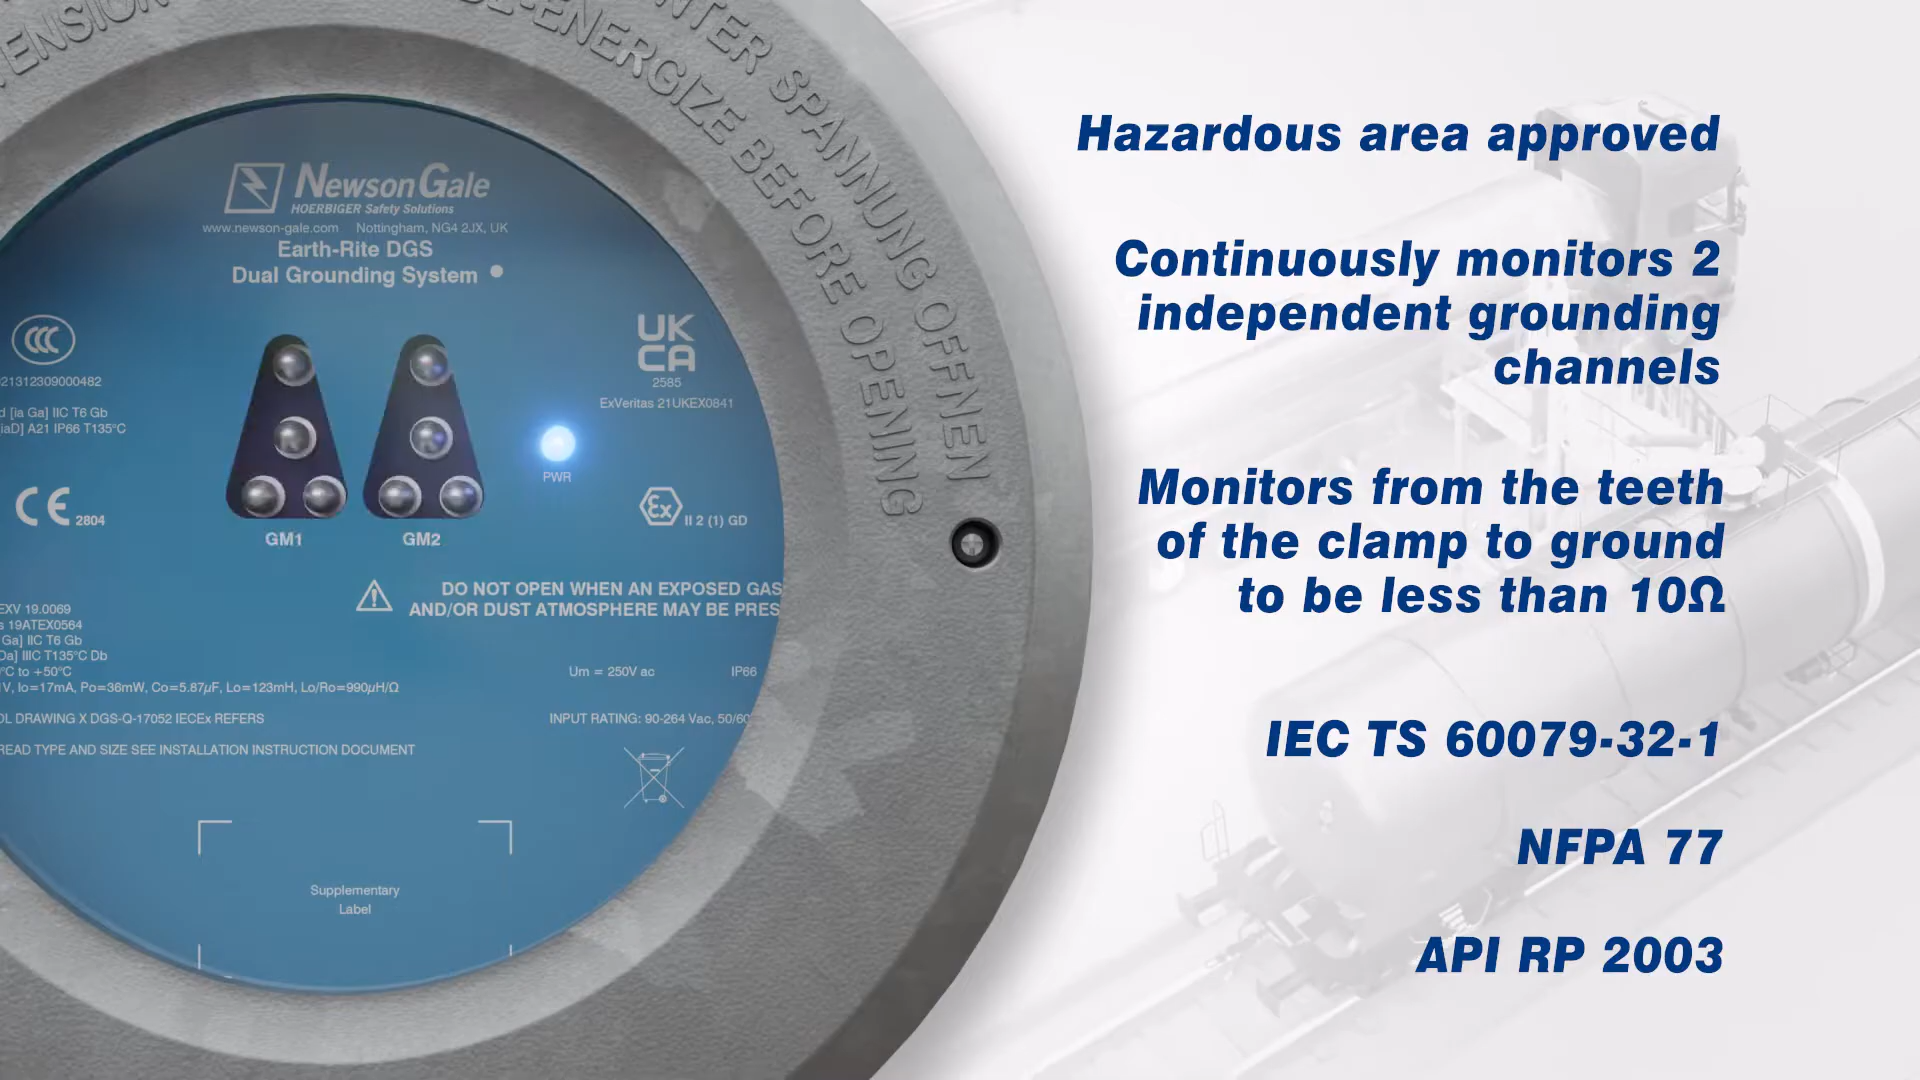 NTER SPANNUNG ÖFFNEN
DE-ENERGIZE BEFORE OPENING
Newson Gale
HOERBIGER Safety Solutions
www.newson-gale.com Nottingham, NG4 2JX, UK
Earth-Rite DGS
Dual Grounding System
UK
CA
2585
ExVeritas 21UKEX0841
021312309000482
d [ia Ga] IIC T6 Gb
iaD] A21 IP66 T135°C
PWR
CE 2804
Ex II 2 (1) GD
GM1
GM2
DO NOT OPEN WHEN AN EXPOSED GAS
AND/OR DUST ATMOSPHERE MAY BE PRES
EXV 19.0069
s 19ATEX0564
Ga] IIC T6 Gb
Da] IIIC T135°C Db
°C to +50°C
V, Io=17mA, Po=36mW, Co=5.87µF, Lo=123mH, Lo/Ro=990µH/Ω
Um = 250V ac
IP66
OL DRAWING X DGS-Q-17052 IECEx REFERS
INPUT RATING: 90-264 Vac, 50/60
READ TYPE AND SIZE SEE INSTALLATION INSTRUCTION DOCUMENT
Supplementary
Label
Hazardous area approved
Continuously monitors 2
independent grounding
channels
Monitors from the teeth
of the clamp to ground
to be less than 10Ω
IEC TS 60079-32-1
NFPA 77
API RP 2003